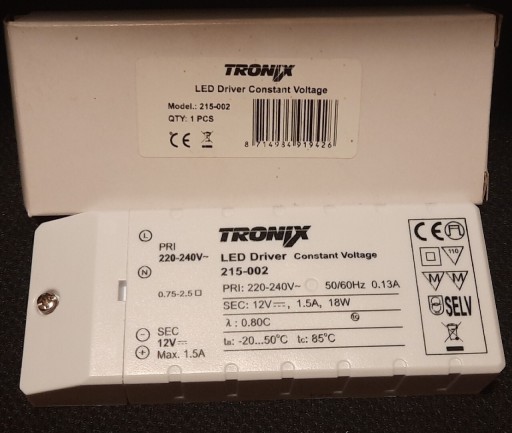 TRONIX
LED Driver Constant Voltage
Model.: 215-002
QTY: 1 PCS
CE
8 714984 919426
L
PRI
220-240V~
N
0.75-2.5
SEC
12V
Max. 1.5A
TRONIX
LED Driver Constant Voltage
215-002
PRI: 220-240V~ 50/60Hz 0.13A
SEC: 12V, 1.5A, 18W
λ : 0.80C
ta: -20...50°C tc: 85°C
CE
110
M M
SELV